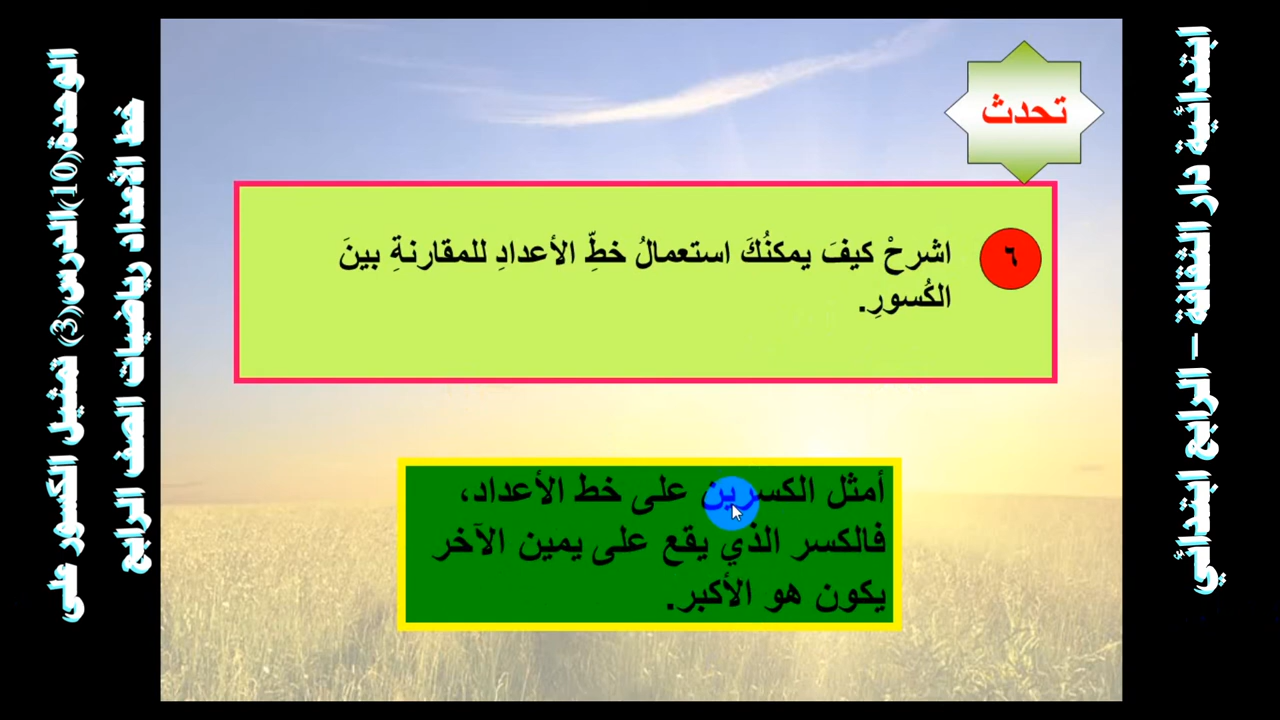 ابتدائية دار الثقافة – الرابع ابتدائي
تحدث
٦
اشرحْ كيفَ يمكنُكَ استعمالُ خطِّ الأعدادِ للمقارنةِ بينَ
الكُسورِ.
أمثل الكسرين على خط الأعداد،
فالكسر الذي يقع على يمين الآخر
يكون هو الأكبر.
الوحدة(10)الدرس(3) تمثيل الكسور على
خط الأعداد رياضيات الصف الرابع